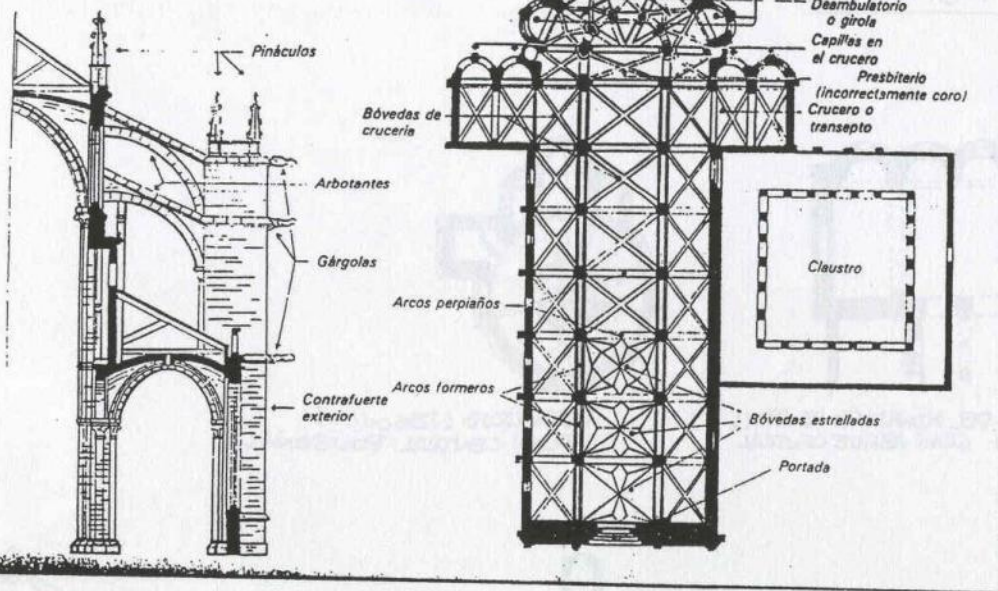 Pináculos
Arbotantes
Gárgolas
Contrafuerte
exterior
Deambulatorio
o girola
Capillas en
el crucero
Presbiterio
(incorrectamente coro)
Crucero o
transepto
Bóvedas de
crucería
Claustro
Arcos perpiaños
Arcos formeros
Bóvedas estrelladas
Portada